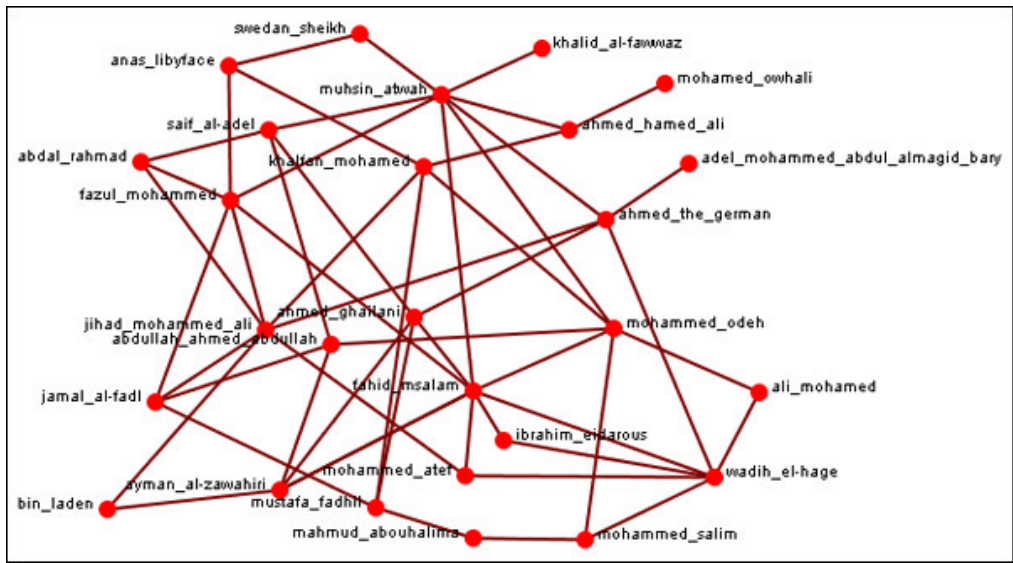 swedan_sheikh
khalid_al-fawwaz
anas_libyface
mohamed_owhali
muhsin_atwah
saif_al-adel
ahmed_hamed_ali
abdal_rahmad
khalfan_mohamed
adel_mohammed_abdul_almagid_bary
fazul_mohammed
ahmed_the_german
ahmed_ghailani
jihad_mohammed_ali
mohammed_odeh
abdullah_ahmed_abdullah
fahid_msalam
ali_mohamed
jamal_al-fadl
ibrahim_eidarous
mohammed_atef
wadih_el-hage
ayman_al-zawahiri
mustafa_fadhil
bin_laden
mahmud_abouhalima
mohammed_salim